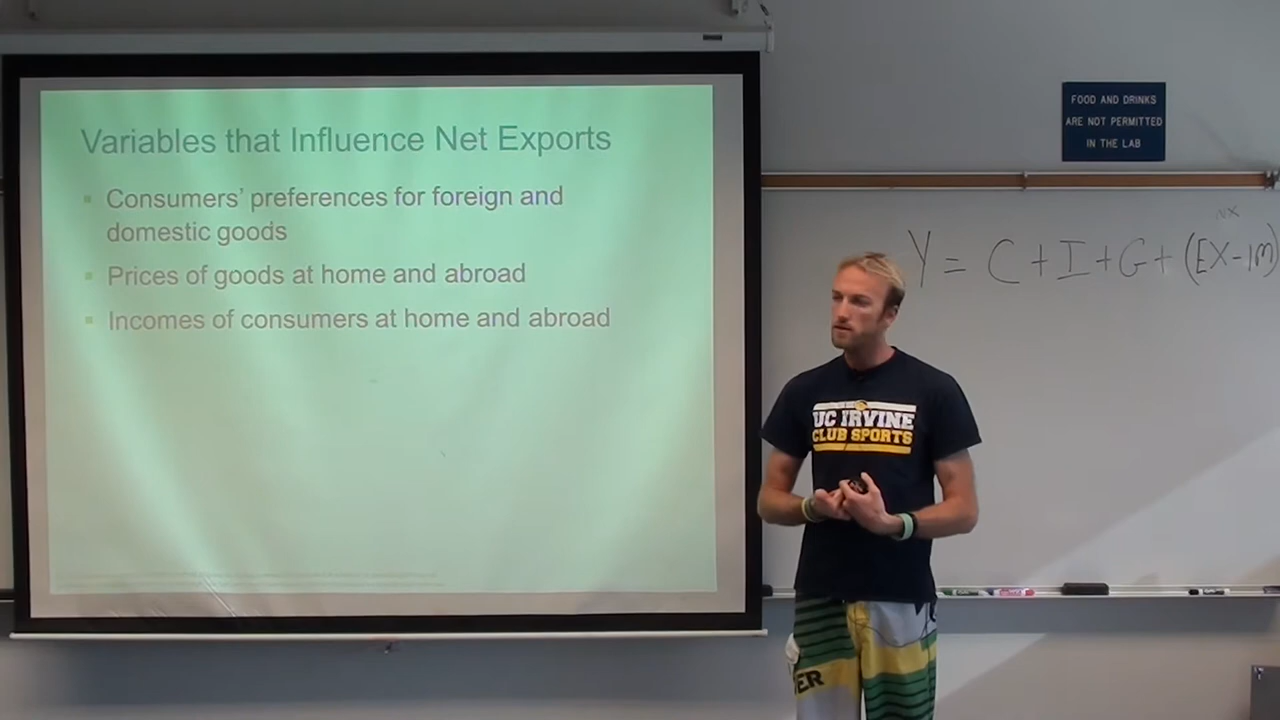 Variables that Influence Net Exports
▪ Consumers' preferences for foreign and
domestic goods
▪ Prices of goods at home and abroad
▪ Incomes of consumers at home and abroad
FOOD AND DRINKS
ARE NOT PERMITTED
IN THE LAB
NX
Y = C + I + G + (EX - IM)
UC IRVINE
CLUB SPORTS